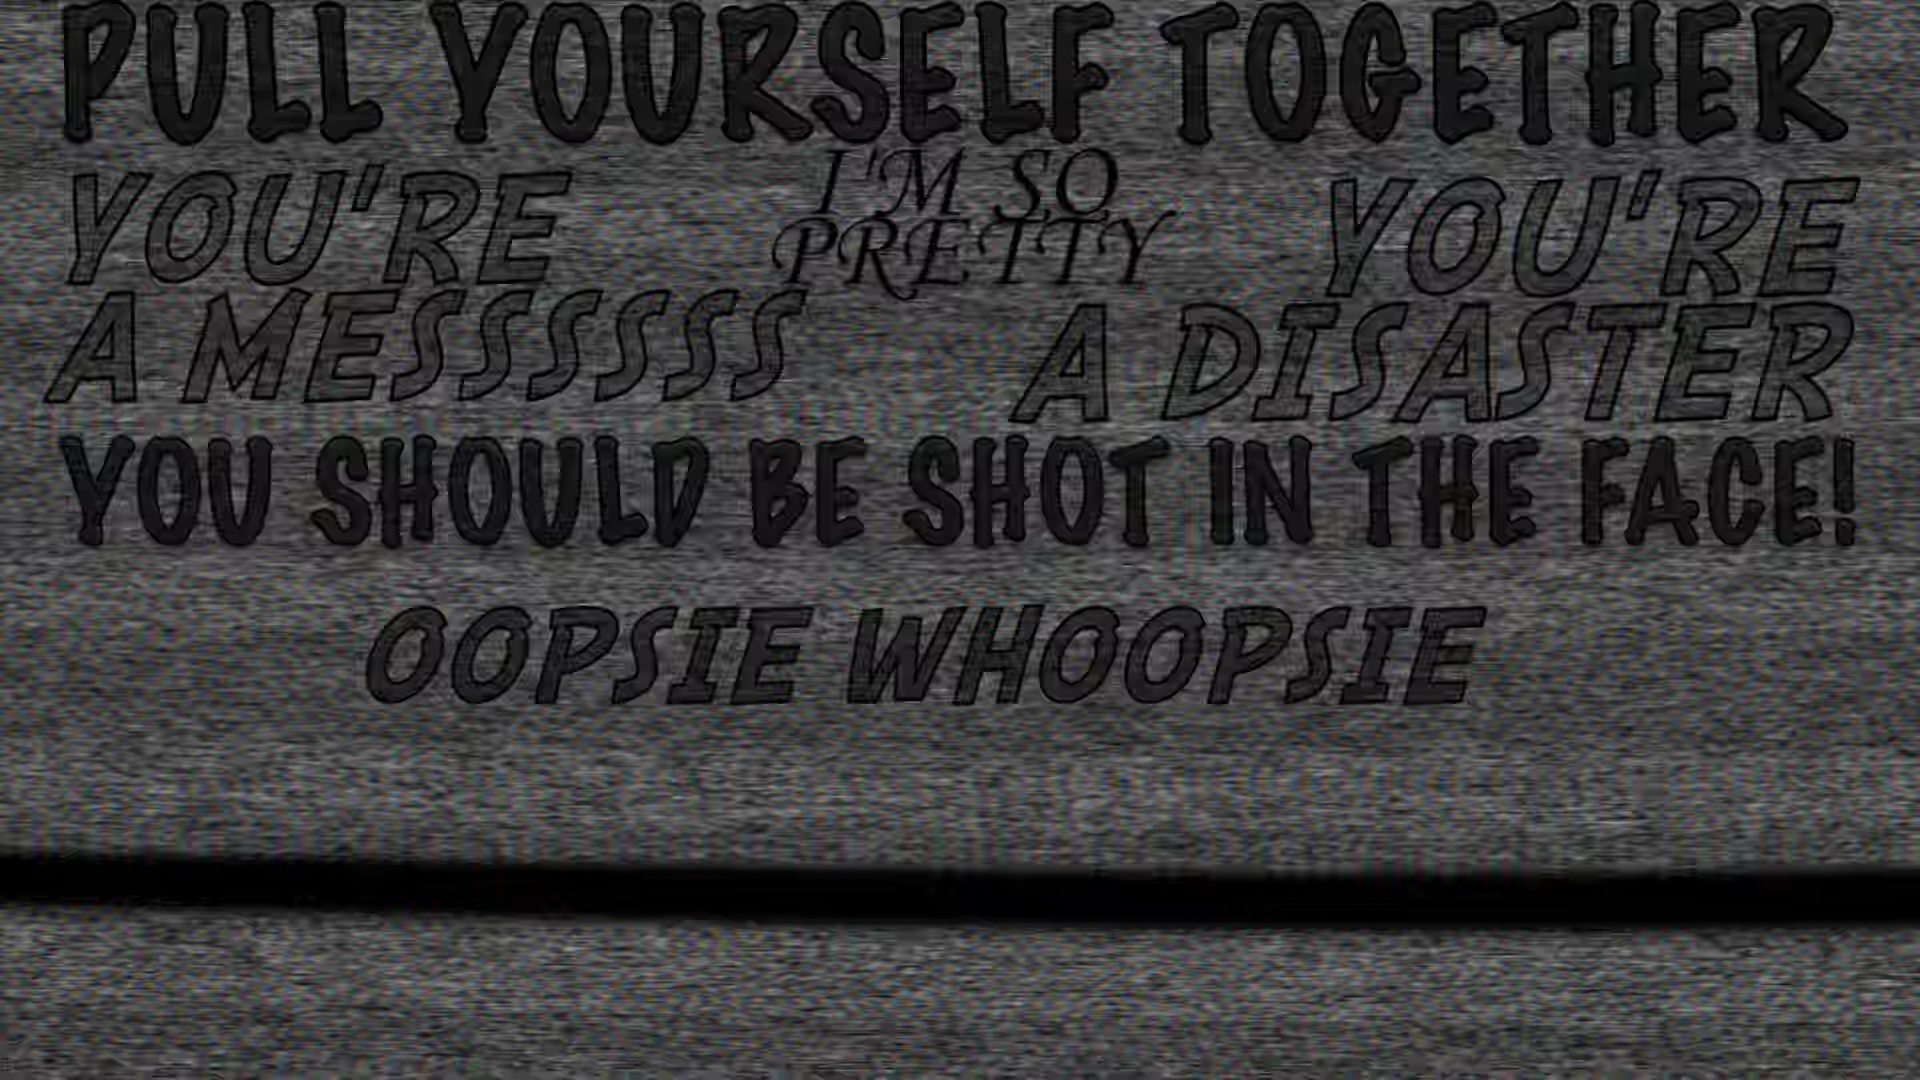 PULL YOURSELF TOGETHER
YOU'RE
A MESSSSSS
I'M SO
PRETTY
YOU'RE
A DISASTER
YOU SHOULD BE SHOT IN THE FACE!
OOPSIE WHOOPSIE